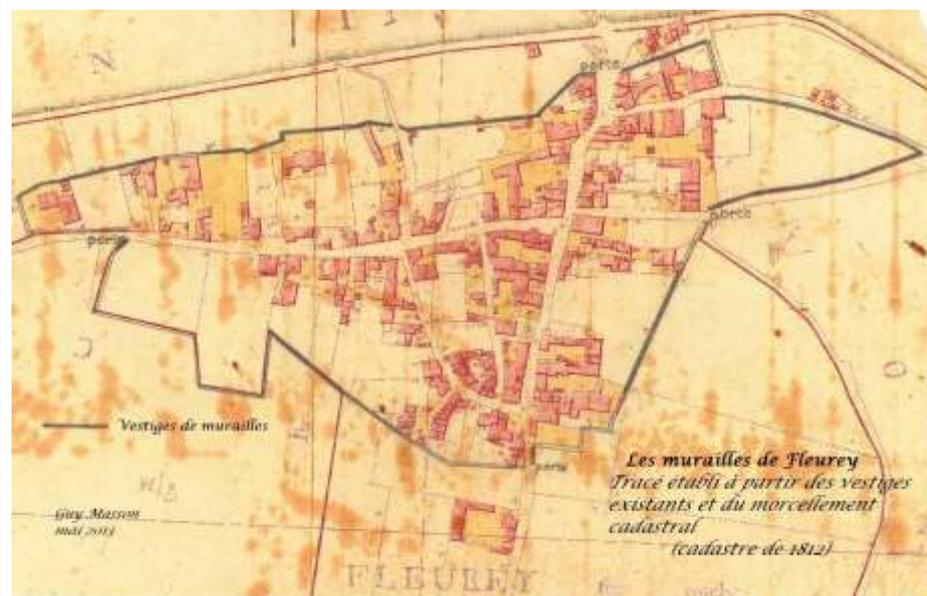 porte
porte
porte
Vestiges de murailles
porte
Les murailles de Fleurey
Tracé établi à partir des vestiges
existants et du morcellement
cadastral
(cadastre de 1812)
Guy Masson
FLEUREY